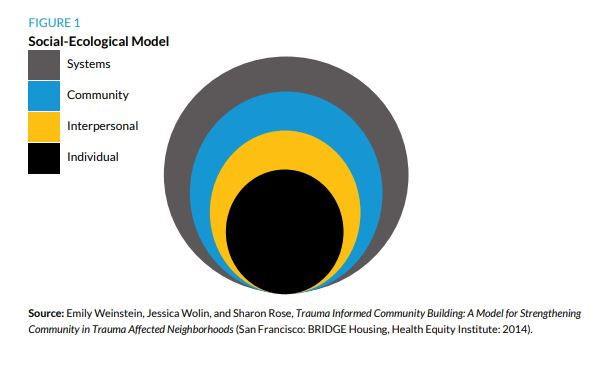 FIGURE 1
Social-Ecological Model
Systems
Community
Interpersonal
Individual
Source: Emily Weinstein, Jessica Wolin, and Sharon Rose, Trauma Informed Community Building: A Model for Strengthening
Community in Trauma Affected Neighborhoods (San Francisco: BRIDGE Housing, Health Equity Institute: 2014).